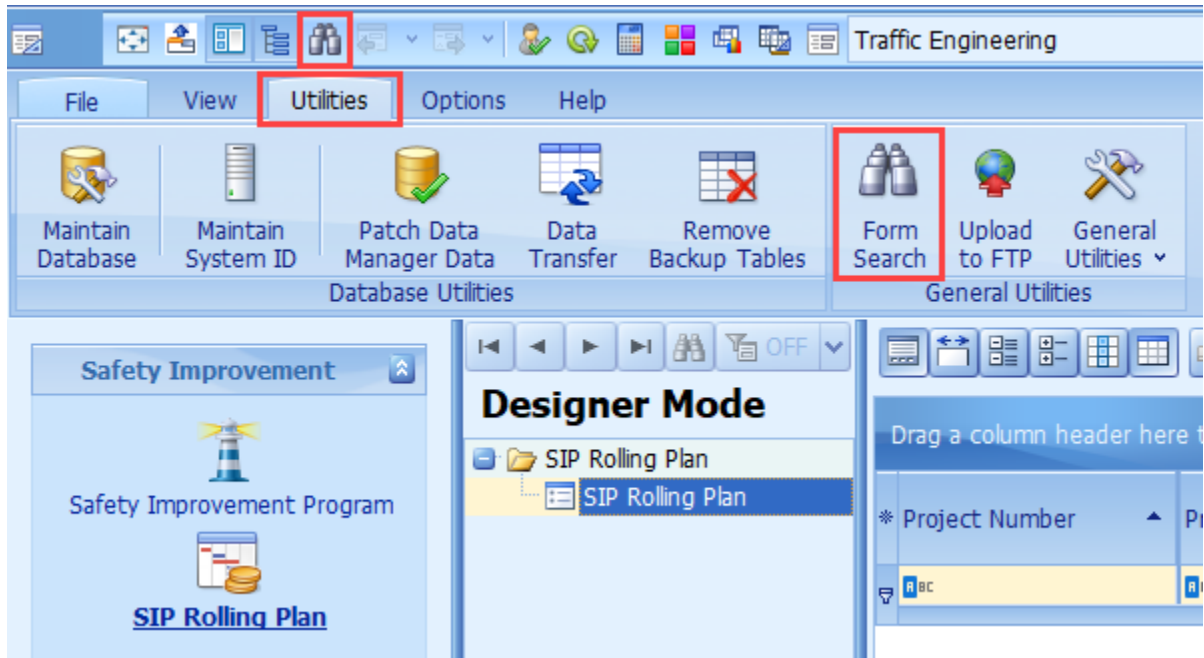 Traffic Engineering
File View Utilities Options Help
Maintain Database
Maintain System ID
Patch Data Manager Data
Data Transfer
Remove Backup Tables
Form Search
Upload to FTP
General Utilities
Database Utilities
General Utilities
Safety Improvement
Safety Improvement Program
SIP Rolling Plan
OFF
Designer Mode
SIP Rolling Plan
SIP Rolling Plan
Drag a column header here
Project Number
ABC